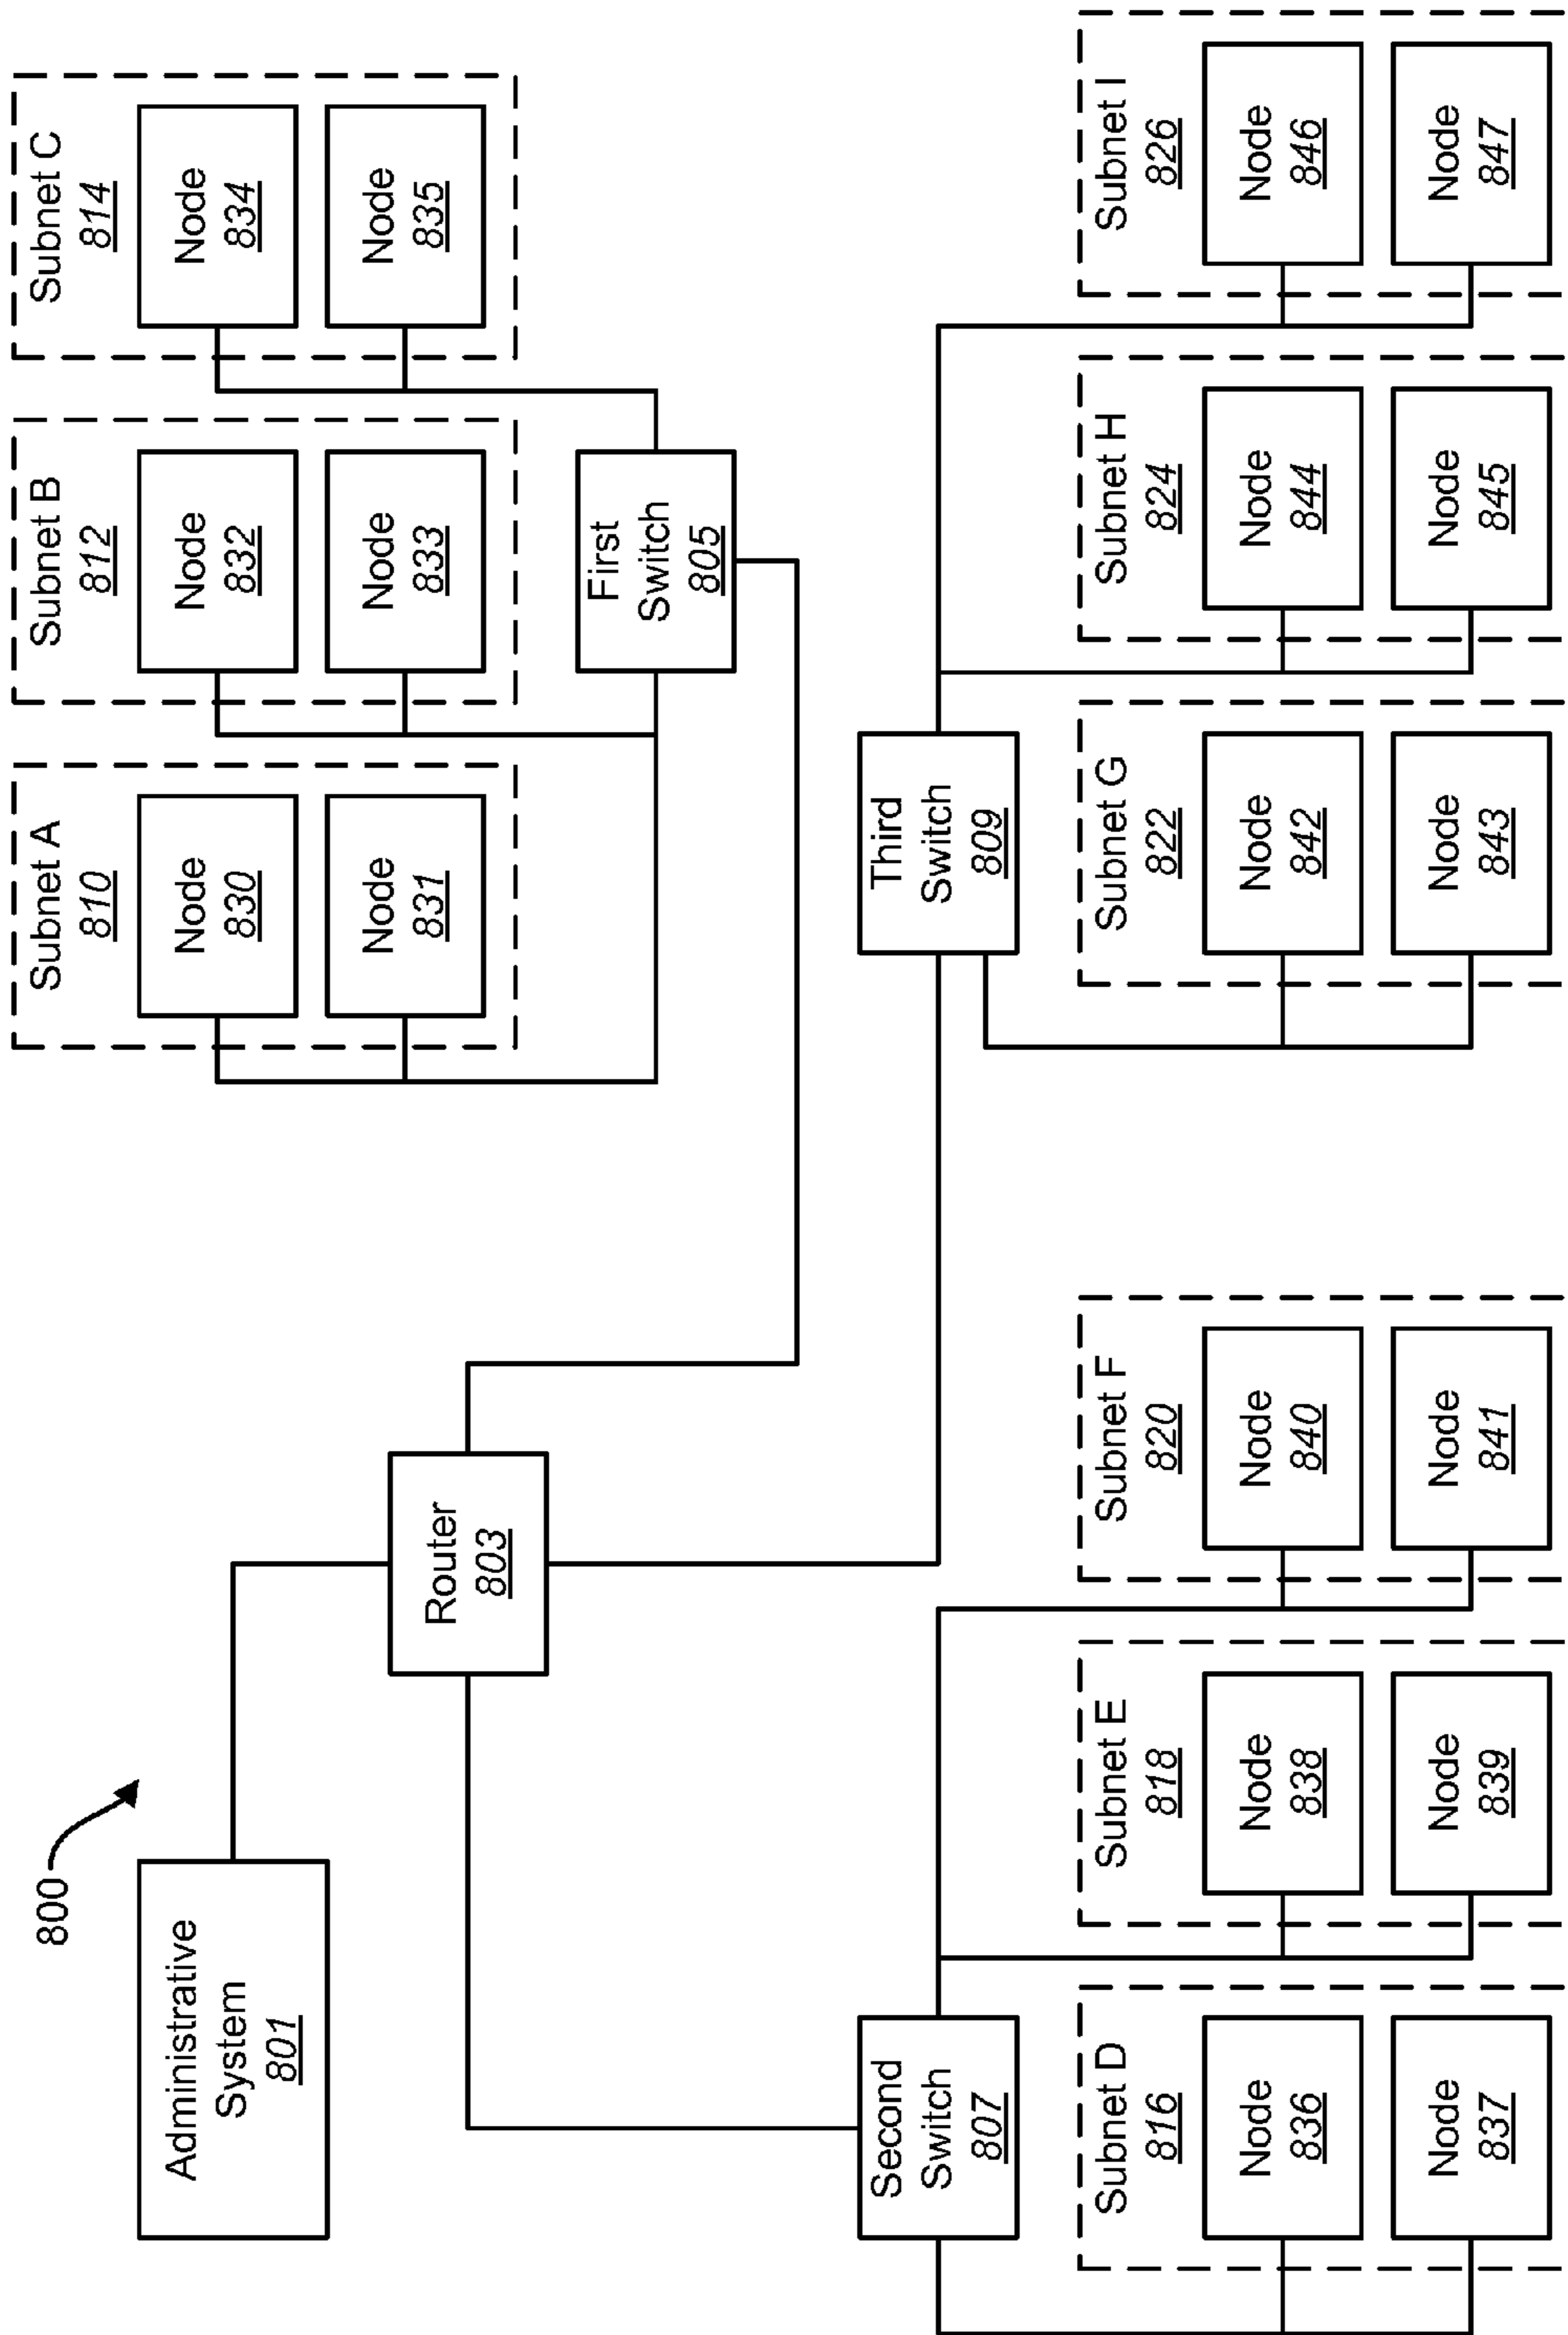 800
Administrative
System
801
Router
803
Subnet A
810
Node
830
Node
831
Subnet B
812
Node
832
Node
833
Subnet C
814
Node
834
Node
835
First
Switch
805
Second
Switch
807
Third
Switch
809
Subnet D
816
Node
836
Node
837
Subnet E
818
Node
838
Node
839
Subnet F
820
Node
840
Node
841
Subnet G
822
Node
842
Node
843
Subnet H
824
Node
844
Node
845
Subnet I
826
Node
846
Node
847